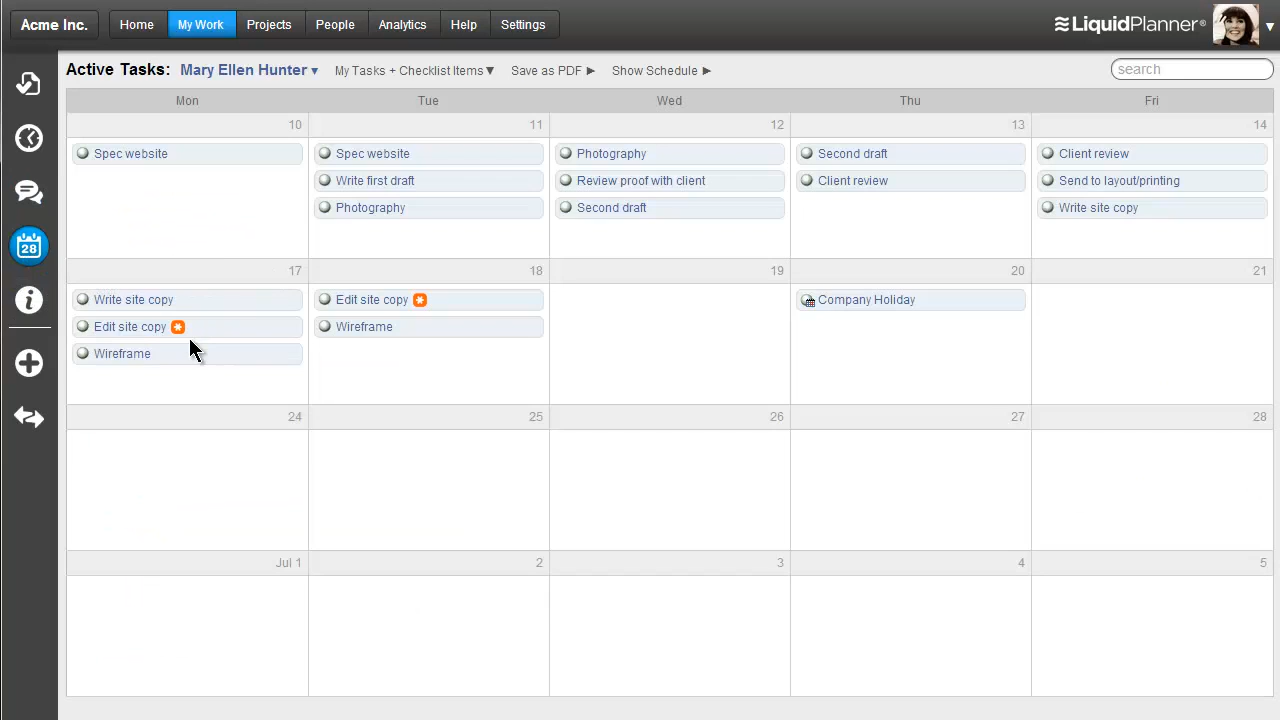 Acme Inc. Home My Work Projects People Analytics Help Settings LiquidPlanner®
Active Tasks: Mary Ellen Hunter ▾ My Tasks + Checklist Items ▼ Save as PDF ▶ Show Schedule ▶ search
Mon Tue Wed Thu Fri
10 11 12 13 14
Spec website Spec website Photography Second draft Client review
Write first draft Review proof with client Client review Send to layout/printing
Photography Second draft Write site copy
28
17 18 19 20 21
Write site copy Edit site copy Company Holiday
Edit site copy Wireframe
Wireframe
24 25 26 27 28
Jul 1 2 3 4 5